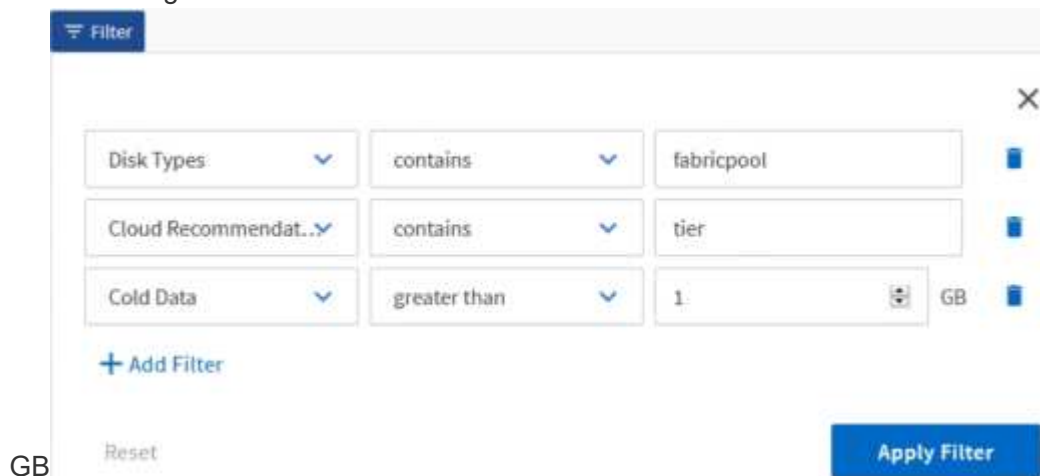 Filter
Disk Types contains fabricpool
Cloud Recommendat... contains tier
Cold Data greater than 1 GB
+ Add Filter
GB Reset Apply Filter